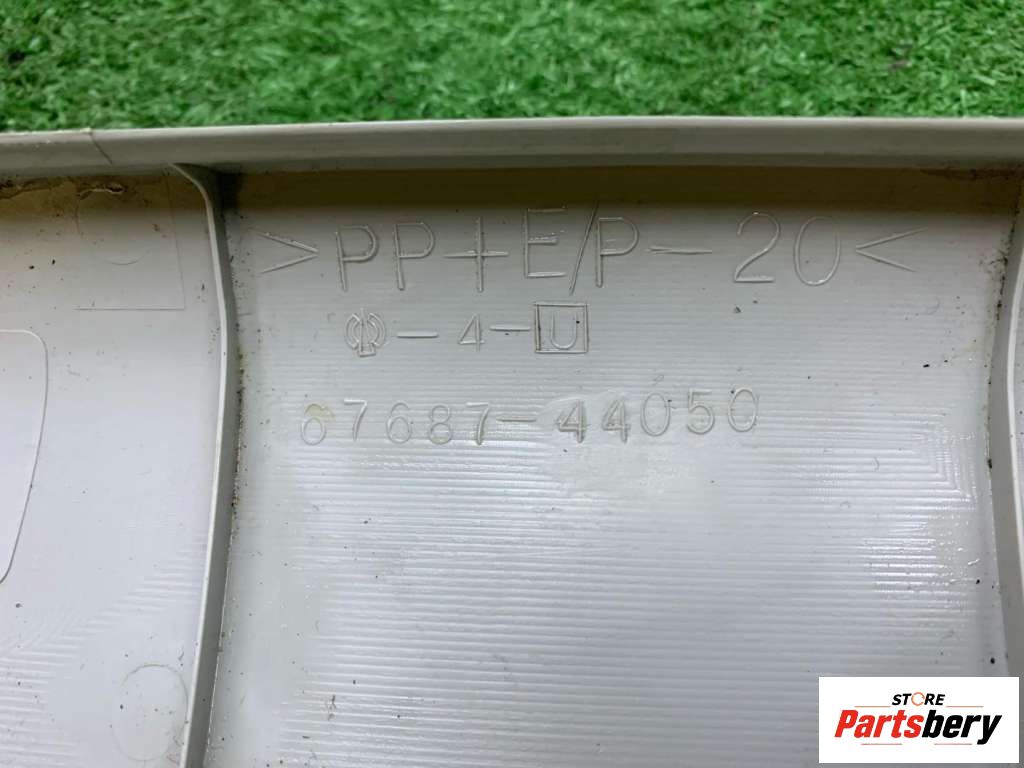 >PP+E/P-20<
-4-U
67687-44050
STORE
Partsbery